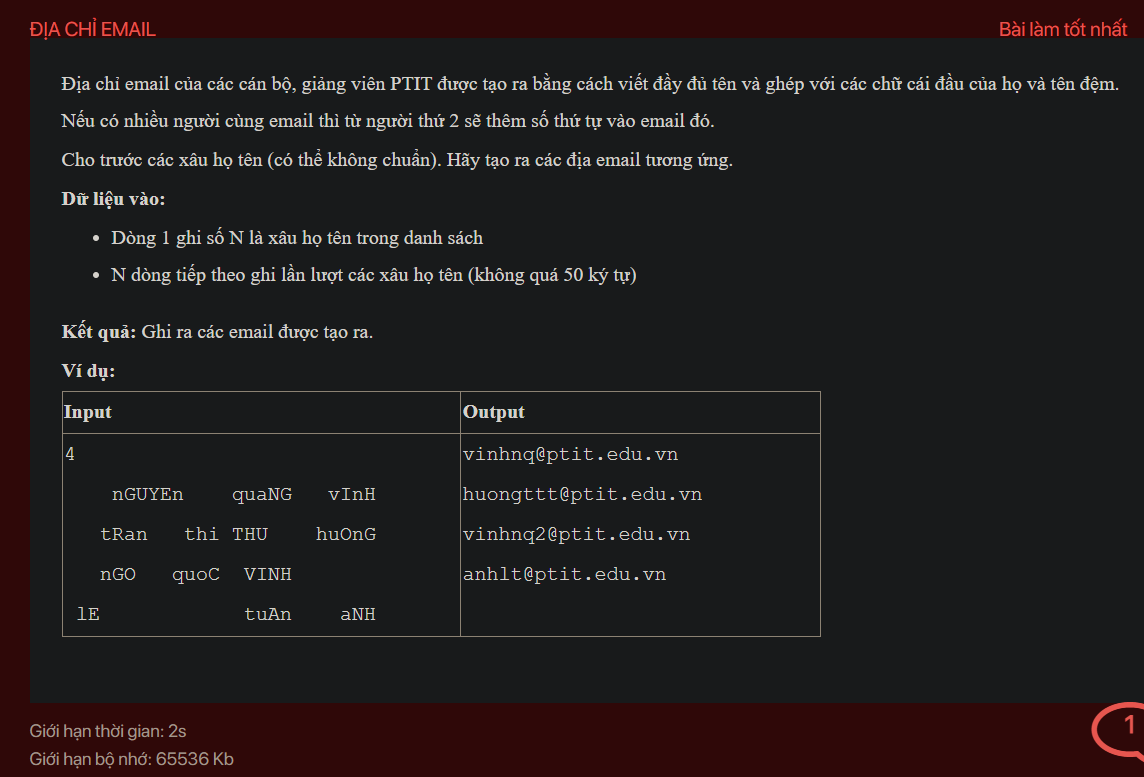 ĐỊA CHỈ EMAIL
Bài làm tốt nhất
Địa chỉ email của các cán bộ, giảng viên PTIT được tạo ra bằng cách viết đầy đủ tên và ghép với các chữ cái đầu của họ và tên đệm.
Nếu có nhiều người cùng email thì từ người thứ 2 sẽ thêm số thứ tự vào email đó.
Cho trước các xâu họ tên (có thể không chuẩn). Hãy tạo ra các địa email tương ứng.
Dữ liệu vào:
• Dòng 1 ghi số N là xâu họ tên trong danh sách
• N dòng tiếp theo ghi lần lượt các xâu họ tên (không quá 50 ký tự)
Kết quả: Ghi ra các email được tạo ra.
Ví dụ:
Input Output
4 vinhnq@ptit.edu.vn
nGUYEn quaNG vInH huongttt@ptit.edu.vn
tRan thi THU huOnG vinhnq2@ptit.edu.vn
nGO quoC VINH anhlt@ptit.edu.vn
lE tuAn aNH
Giới hạn thời gian: 2s
Giới hạn bộ nhớ: 65536 Kb
1